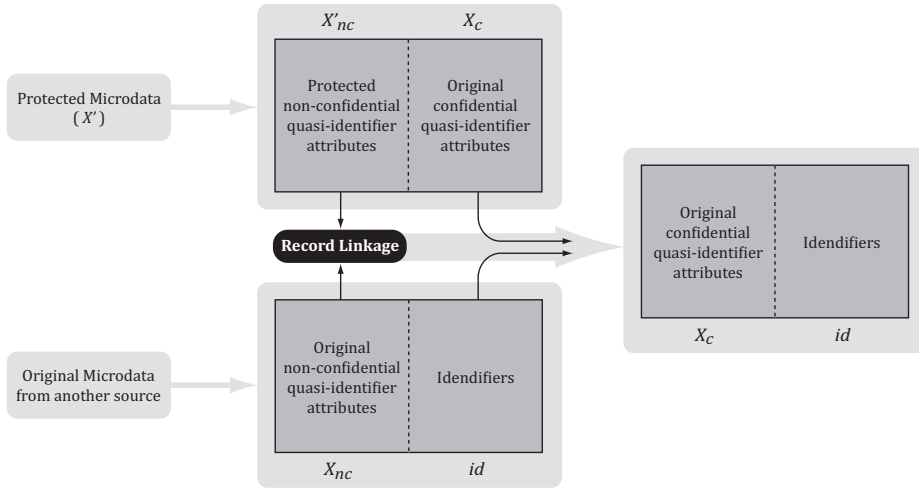 X'nc
Xc
Protected Microdata
( X' )
Protected
non-confidential
quasi-identifier
attributes
Original
confidential
quasi-identifier
attributes
Record Linkage
Original
confidential
quasi-identifier
attributes
Idendifiers
Xc
id
Original Microdata
from another source
Original
non-confidential
quasi-identifier
attributes
Idendifiers
Xnc
id